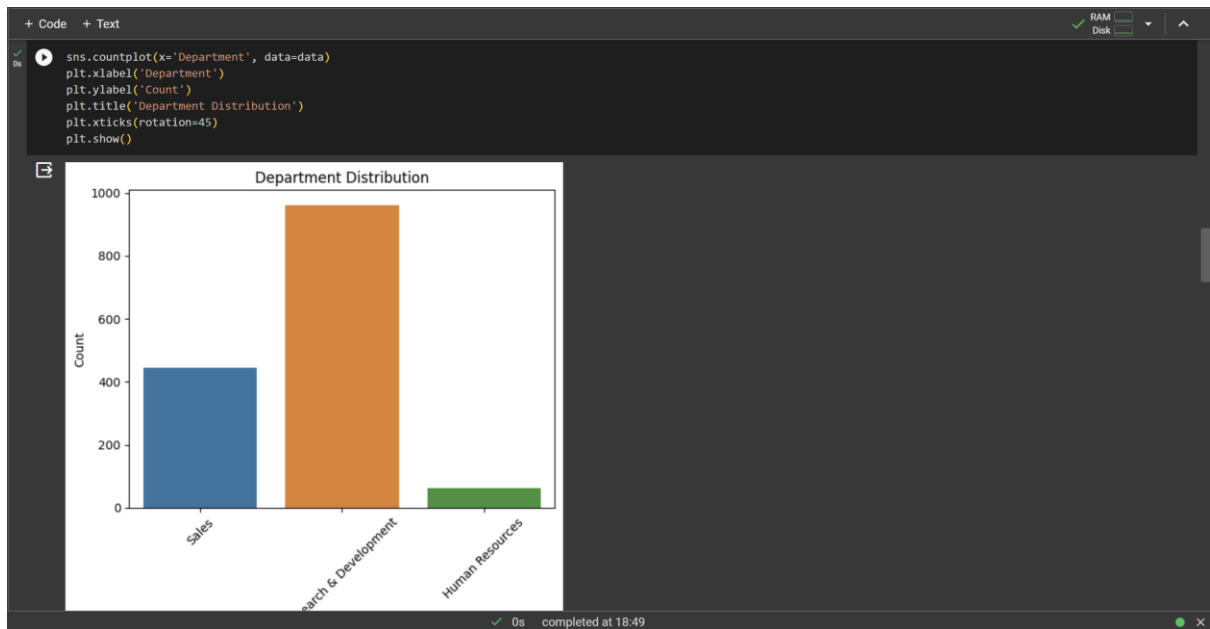 + Code + Text
RAM
Disk
0s
sns.countplot(x='Department', data=data)
plt.xlabel('Department')
plt.ylabel('Count')
plt.title('Department Distribution')
plt.xticks(rotation=45)
plt.show()
Department Distribution
1000
800
600
400
200
0
Count
Sales
earch & Development
Human Resources
0s completed at 18:49